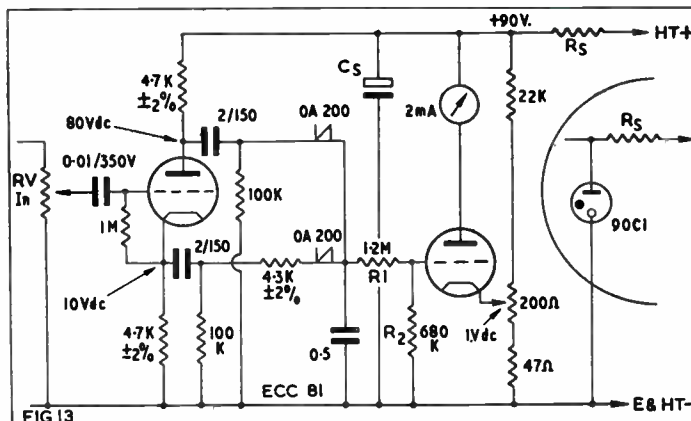 +90V.
HT+
RS
4·7K
±2%
CS
2mA
22K
80Vdc
2/150
OA 200
RS
0·01/350V
RV
In
100K
90C1
1M
2/150
OA 200
1·2M
10Vdc
4·3K
±2%
R1
200Ω
1Vdc
4·7K
±2%
100
K
0·5
R2
680
K
47Ω
ECC 81
E& HT-
FIG 13